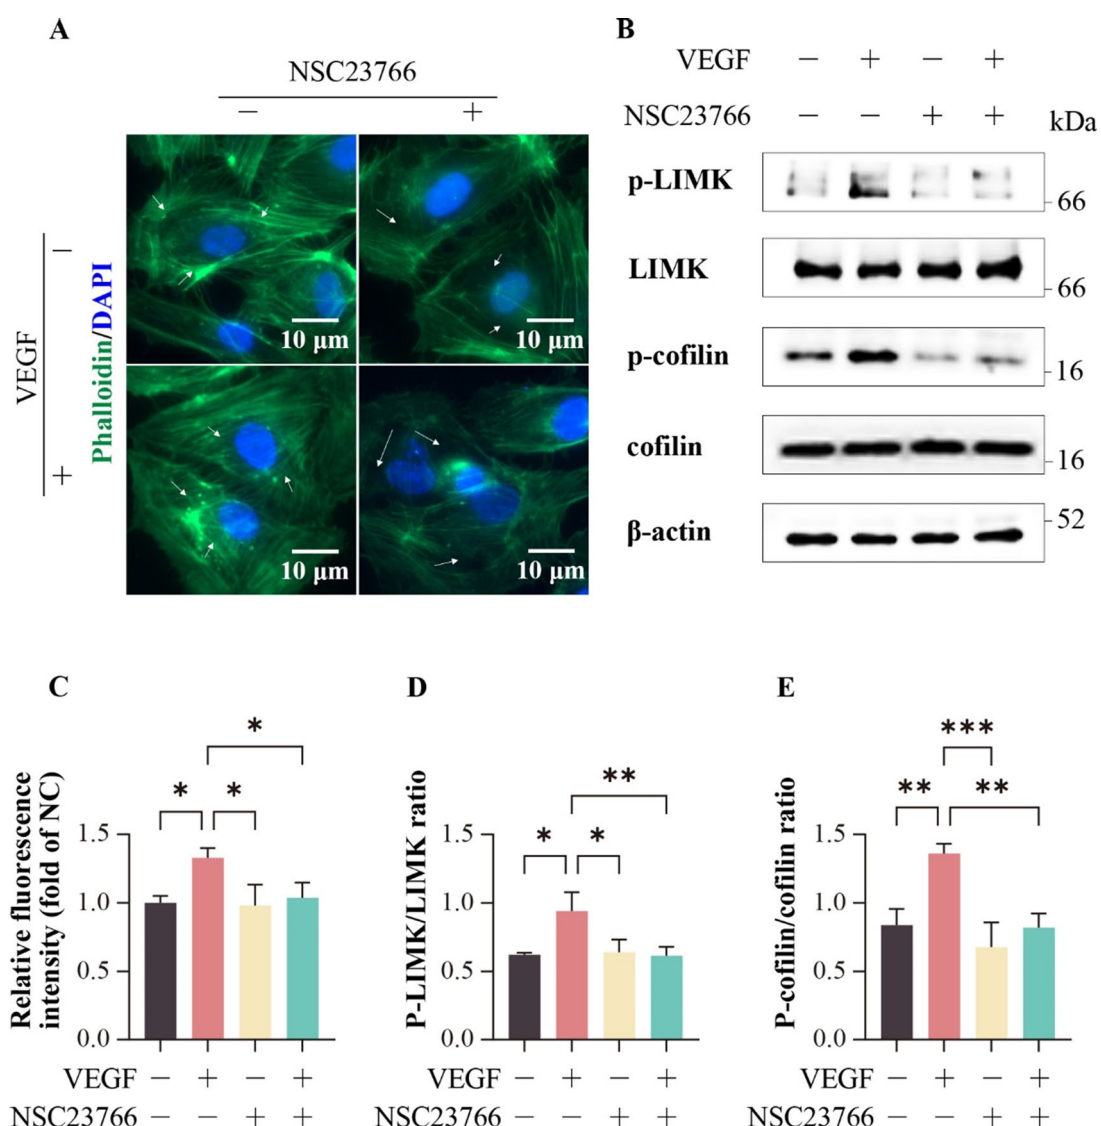 A
NSC23766
− +
VEGF
−
+
Phalloidin/DAPI
10 μm
10 μm
10 μm
10 μm
B
VEGF − + − +
NSC23766 − − + + kDa
p-LIMK 66
LIMK 66
p-cofilin 16
cofilin 16
β-actin 52
C
Relative fluorescence
intensity (fold of NC)
* * *
1.5
1.0
0.5
0.0
VEGF − + − +
NSC23766 − − + +
D
P-LIMK/LIMK ratio
* * **
1.5
1.0
0.5
0.0
VEGF − + − +
NSC23766 − − + +
E
P-cofilin/cofilin ratio
** *** **
1.5
1.0
0.5
0.0
VEGF − + − +
NSC23766 − − + +